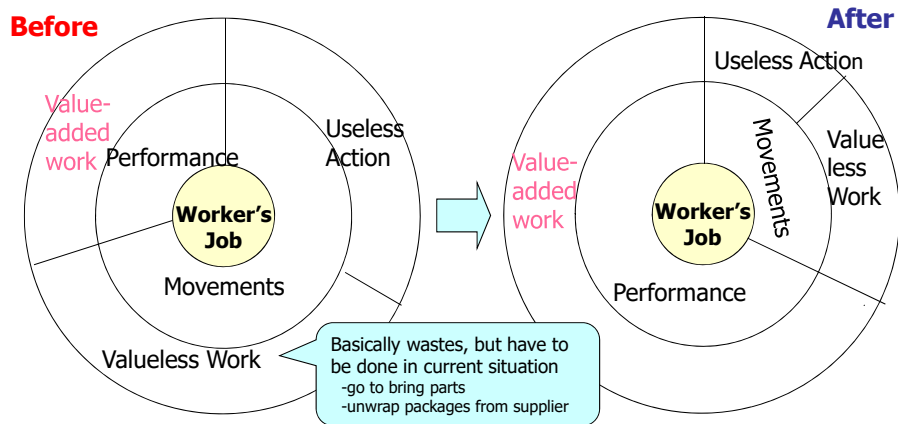 Before
Value-
added
work
Performance
Useless
Action
Worker's
Job
Movements
Valueless Work
Basically wastes, but have to
be done in current situation
-go to bring parts
-unwrap packages from supplier
After
Useless Action
Value
less
Work
Movements
Value-
added
work
Worker's
Job
Performance